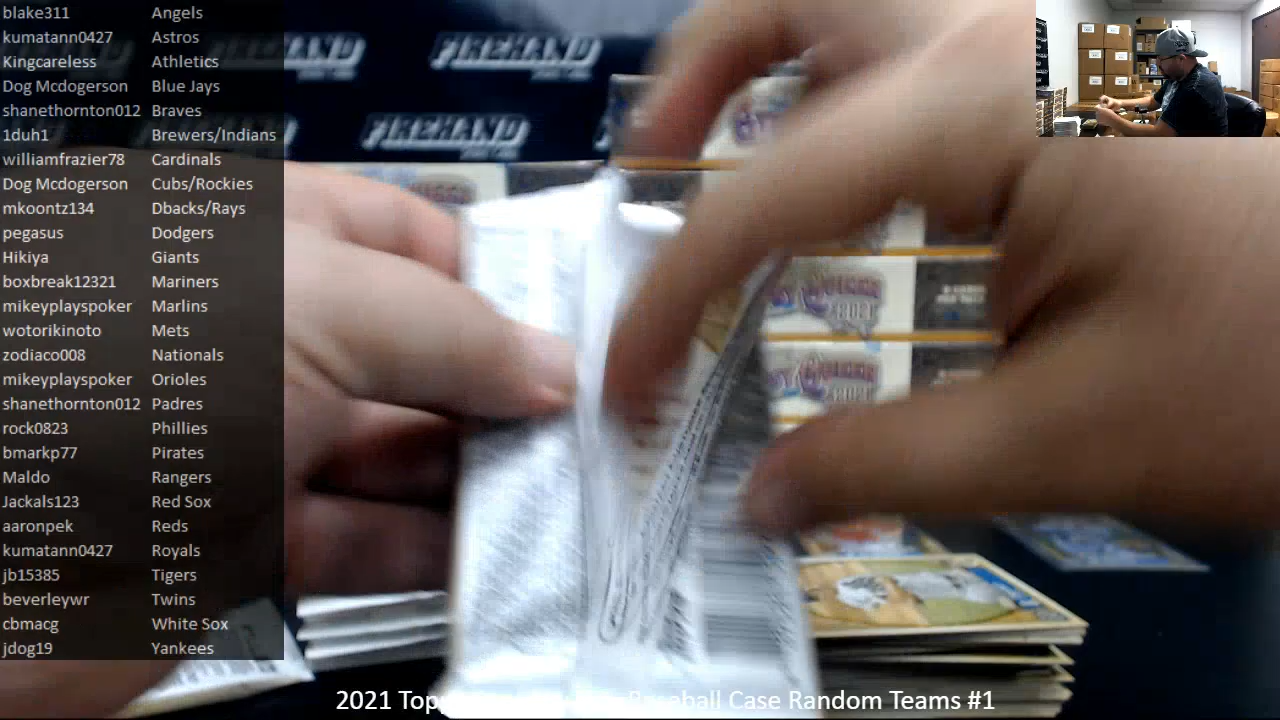 blake311 Angels
kumatann0427 Astros
Kingcareless Athletics
Dog Mcdogerson Blue Jays
shanethornton012 Braves
1duh1 Brewers/Indians
williamfrazier78 Cardinals
Dog Mcdogerson Cubs/Rockies
mkoontz134 Dbacks/Rays
pegasus Dodgers
Hikiya Giants
boxbreak12321 Mariners
mikeyplayspoker Marlins
wotorikinoto Mets
zodiaco008 Nationals
mikeyplayspoker Orioles
shanethornton012 Padres
rock0823 Phillies
bmarkp77 Pirates
Maldo Rangers
Jackals123 Red Sox
aaronpek Reds
kumatann0427 Royals
jb15385 Tigers
beverleywr Twins
cbmacg White Sox
jdog19 Yankees
FIREHAND
FIREHAND
QUEEN
2021
QUEEN
2021 Baseball Case Random Teams #1